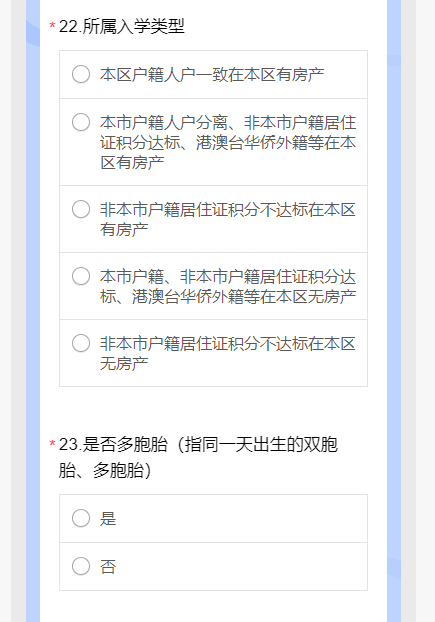 *22.所属入学类型
本区户籍人户一致在本区有房产
本市户籍人户分离、非本市户籍居住
证积分达标、港澳台华侨外籍等在本
区有房产
非本市户籍居住证积分不达标在本区
有房产
本市户籍、非本市户籍居住证积分达
标、港澳台华侨外籍等在本区无房产
非本市户籍居住证积分不达标在本区
无房产
*23.是否多胞胎（指同一天出生的双胞
胎、多胞胎）
是
否